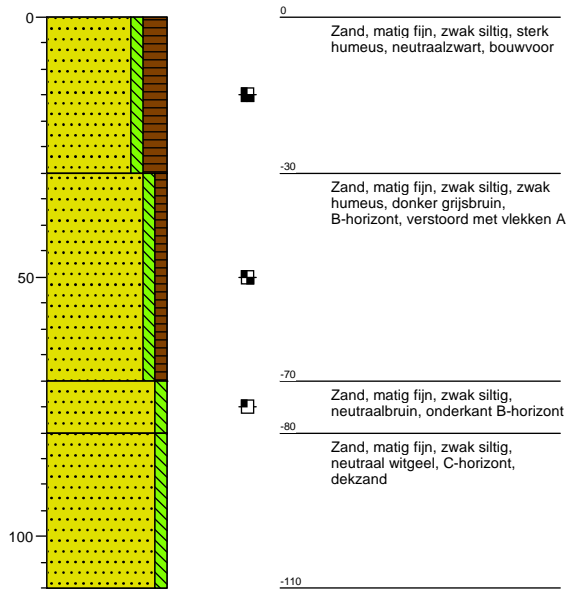 0
0
Zand, matig fijn, zwak siltig, sterk
humeus, neutraalzwart, bouwvoor
-30
Zand, matig fijn, zwak siltig, zwak
humeus, donker grijsbruin,
B-horizont, verstoord met vlekken A
50
-70
Zand, matig fijn, zwak siltig,
neutraalbruin, onderkant B-horizont
-80
Zand, matig fijn, zwak siltig,
neutraal witgeel, C-horizont,
dekzand
100
-110